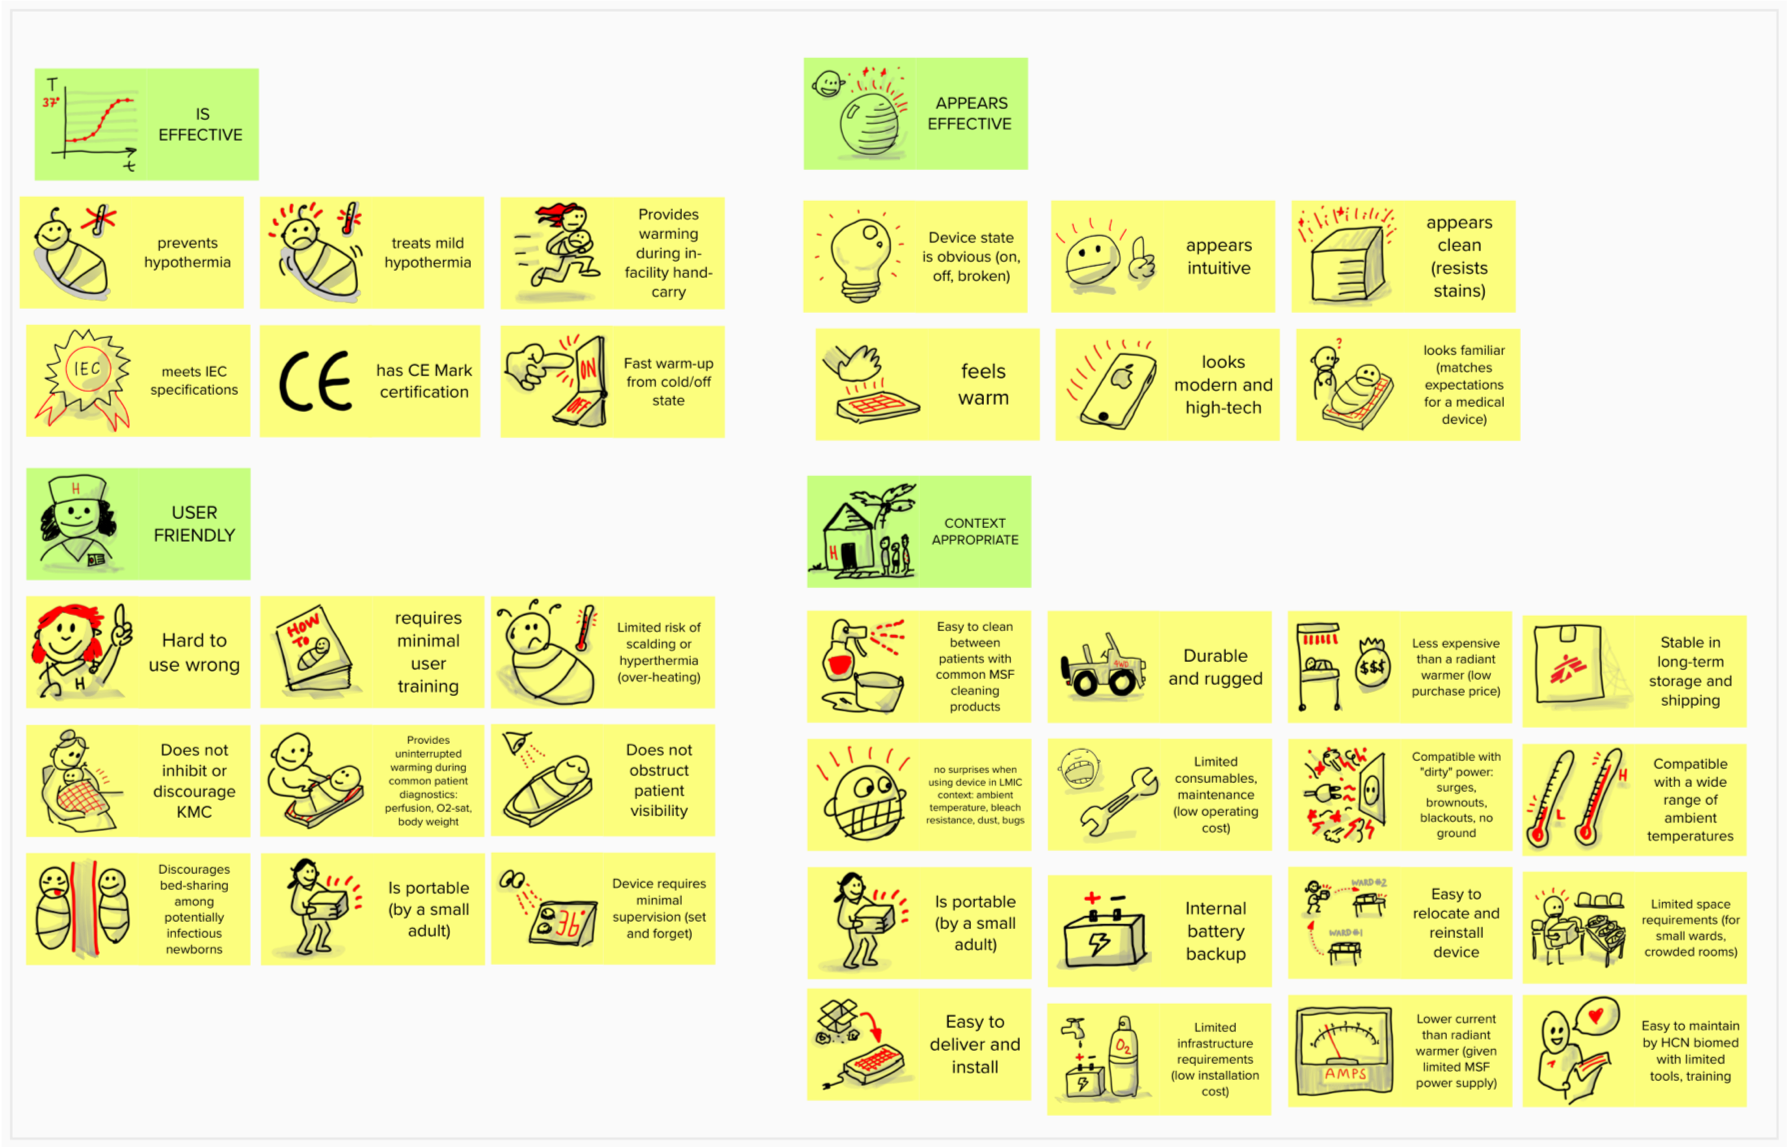 T
37°
t
IS
EFFECTIVE
prevents
hypothermia
treats mild
hypothermia
Provides
warming
during in-
facility hand-
carry
IEC
meets IEC
specifications
CE
has CE Mark
certification
ON
OFF
Fast warm-up
from cold/off
state
APPEARS
EFFECTIVE
Device state
is obvious (on,
off, broken)
appears
intuitive
appears
clean
(resists
stains)
feels
warm
looks
modern and
high-tech
?
looks familiar
(matches
expectations
for a medical
device)
H
USER
FRIENDLY
H
Hard to
use wrong
HOW
TO
requires
minimal
user
training
Limited risk of
scalding or
hyperthermia
(over-heating)
Does not
inhibit or
discourage
KMC
Provides
uninterrupted
warming during
common patient
diagnostics:
perfusion, O2-sat,
body weight
Does not
obstruct
patient
visibility
Discourages
bed-sharing
among
potentially
infectious
newborns
Is portable
(by a small
adult)
36°
Device requires
minimal
supervision (set
and forget)
H
CONTEXT
APPROPRIATE
Easy to clean
between
patients with
common MSF
cleaning
products
4WD
Durable
and rugged
$$$
Less expensive
than a radiant
warmer (low
purchase price)
Stable in
long-term
storage and
shipping
no surprises when
using device in LMIC
context: ambient
temperature, bleach
resistance, dust, bugs
Limited
consumables,
maintenance
(low operating
cost)
Compatible with
"dirty" power:
surges,
brownouts,
blackouts, no
ground
L
H
Compatible
with a wide
range of
ambient
temperatures
Is portable
(by a small
adult)
+ -
Internal
battery
backup
WARD #2
WARD #1
Easy to
relocate and
reinstall
device
Limited space
requirements (for
small wards,
crowded rooms)
Easy to
deliver and
install
+ -
O2
Limited
infrastructure
requirements
(low installation
cost)
AMPS
Lower current
than radiant
warmer (given
limited MSF
power supply)
Easy to maintain
by HCN biomed
with limited
tools, training